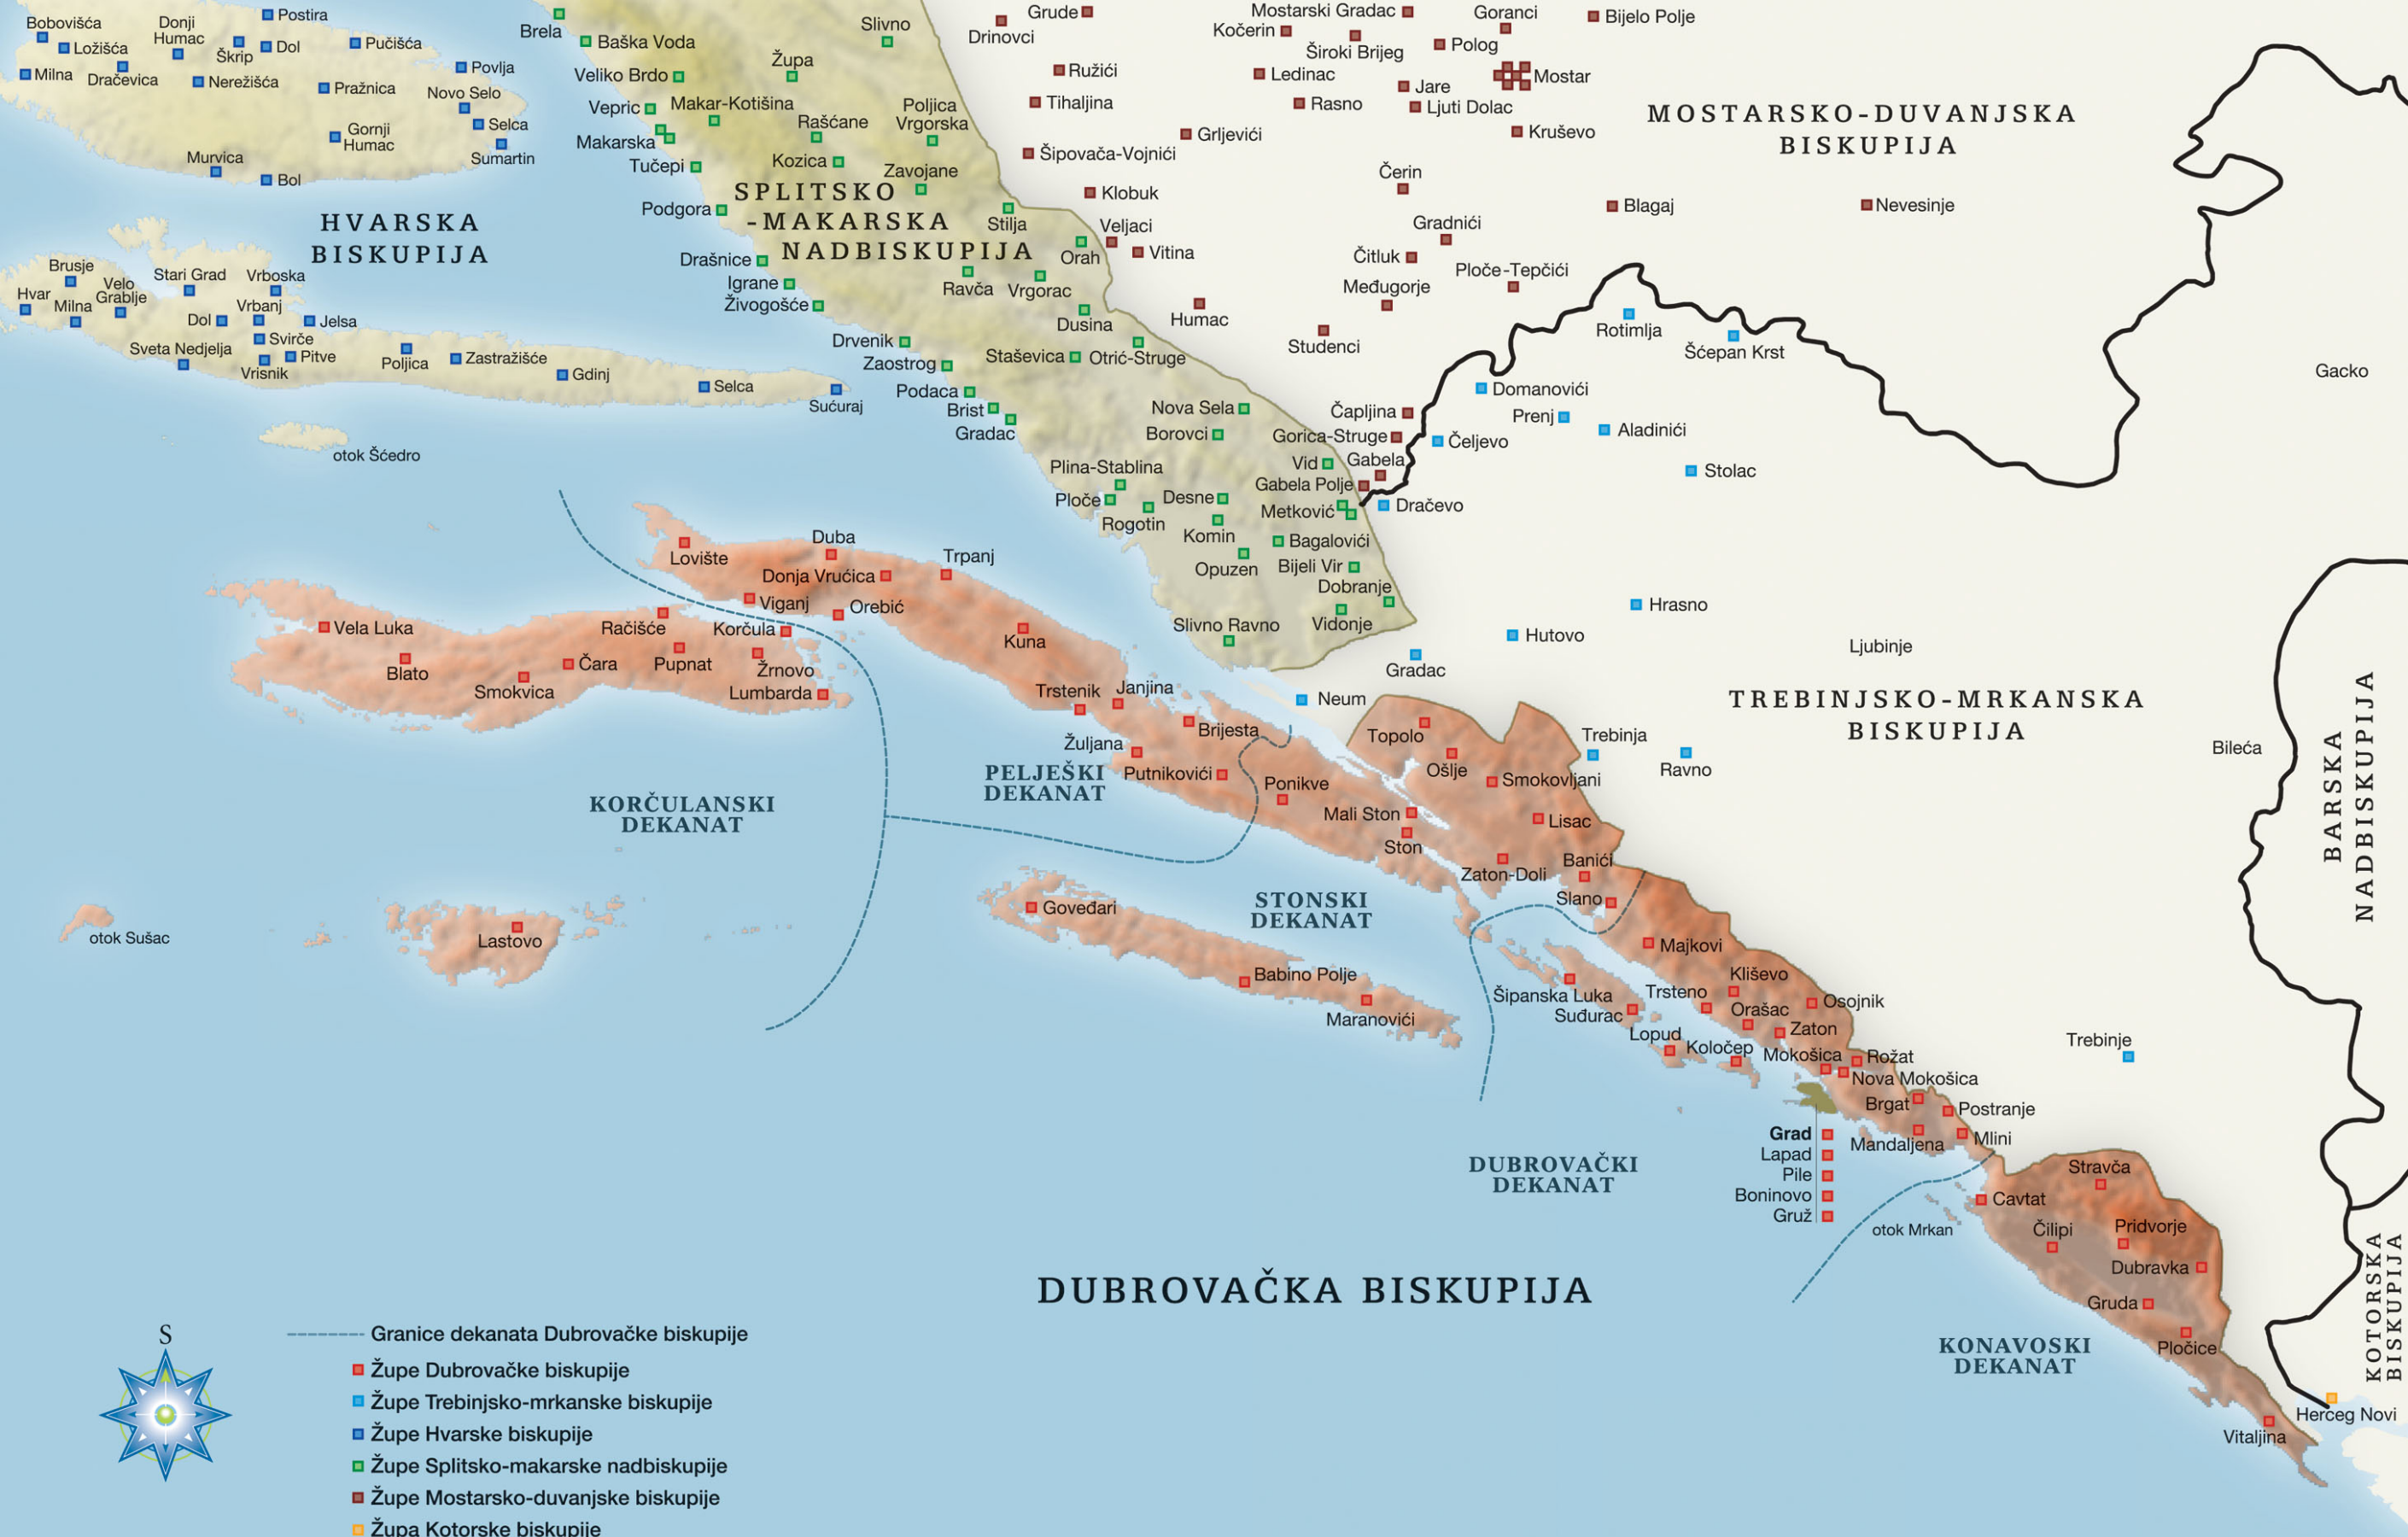 Bobovišća
Ložišća
Milna
Dračevica
Donji
Humac
Škrip
Postira
Dol
Nerežišća
Pučišća
Pražnica
Povlja
Novo Selo
Selca
Sumartin
Gornji
Humac
Murvica
Bol
HVARSKA
BISKUPIJA
Brusje
Hvar
Milna
Velo
Grablje
Stari Grad
Vrboska
Vrbanj
Dol
Jelsa
Svirče
Sveta Nedjelja
Pitve
Vrisnik
Poljica
Zastražišće
Gdinj
Selca
Sućuraj
otok Šćedro
Brela
Baška Voda
Veliko Brdo
Slivno
Župa
Vepric
Makar-Kotišina
Makarska
Tučepi
Rašćane
Poljica
Vrgorska
Kozica
Zavojane
SPLITSKO
-MAKARSKA
NADBISKUPIJA
Podgora
Stilja
Drašnice
Igrane
Živogošće
Orah
Ravča
Vrgorac
Dusina
Drvenik
Zaostrog
Staševica
Otrić-Struge
Podaca
Brist
Gradac
Nova Sela
Borovci
Vid
Plina-Stablina
Ploče
Rogotin
Desne
Komin
Metković
Bagalovići
Opuzen
Bijeli Vir
Dobranje
Slivno Ravno
Vidonje
Grude
Drinovci
Mostarski Gradac
Kočerin
Široki Brijeg
Goranci
Polog
Bijelo Polje
Ružići
Ledinac
Jare
Mostar
Tihaljina
Rasno
Ljuti Dolac
Grljevići
Kruševo
Šipovača-Vojnići
MOSTARSKO-DUVANJSKA
BISKUPIJA
Klobuk
Čerin
Blagaj
Nevesinje
Veljaci
Vitina
Gradnići
Čitluk
Ploče-Tepčići
Međugorje
Humac
Studenci
Čapljina
Gorica-Struge
Gabela
Gabela Polje
Rotimlja
Šćepan Krst
Gacko
Domanovići
Prenj
Aladinići
Čeljevo
Stolac
Dračevo
Hrasno
Hutovo
Gradac
Ljubinje
Neum
TREBINJSKO-MRKANSKA
BISKUPIJA
Trebinja
Ravno
Bileća
Trebinje
BARSKA
NADBISKUPIJA
KOTORSKA
BISKUPIJA
Herceg Novi
Lovište
Duba
Trpanj
Donja Vrućica
Viganj
Orebić
Kuna
Vela Luka
Račišće
Korčula
Blato
Čara
Pupnat
Žrnovo
Smokvica
Lumbarda
Trstenik
Janjina
Brijesta
Žuljana
Putnikovići
PELJEŠKI
DEKANAT
KORČULANSKI
DEKANAT
Ponikve
Topolo
Ošlje
Smokovljani
Mali Ston
Ston
Lisac
Zaton-Doli
Banići
Slano
STONSKI
DEKANAT
otok Sušac
Lastovo
Goveđari
Babino Polje
Maranovići
Majkovi
Kliševo
Šipanska Luka
Suđurac
Trsteno
Orašac
Osojnik
Zaton
Lopud
Koločep
Mokošica
Rožat
Nova Mokošica
Brgat
Postranje
Mandaljena
Mlini
Grad
Lapad
Pile
Boninovo
Gruž
DUBROVAČKI
DEKANAT
Cavtat
otok Mrkan
Stravča
Čilipi
Pridvorje
Dubravka
Gruda
Pločice
Vitaljina
KONAVOSKI
DEKANAT
DUBROVAČKA BISKUPIJA
S
Granice dekanata Dubrovačke biskupije
Župe Dubrovačke biskupije
Župe Trebinjsko-mrkanske biskupije
Župe Hvarske biskupije
Župe Splitsko-makarske nadbiskupije
Župe Mostarsko-duvanjske biskupije
Župa Kotorske biskupije